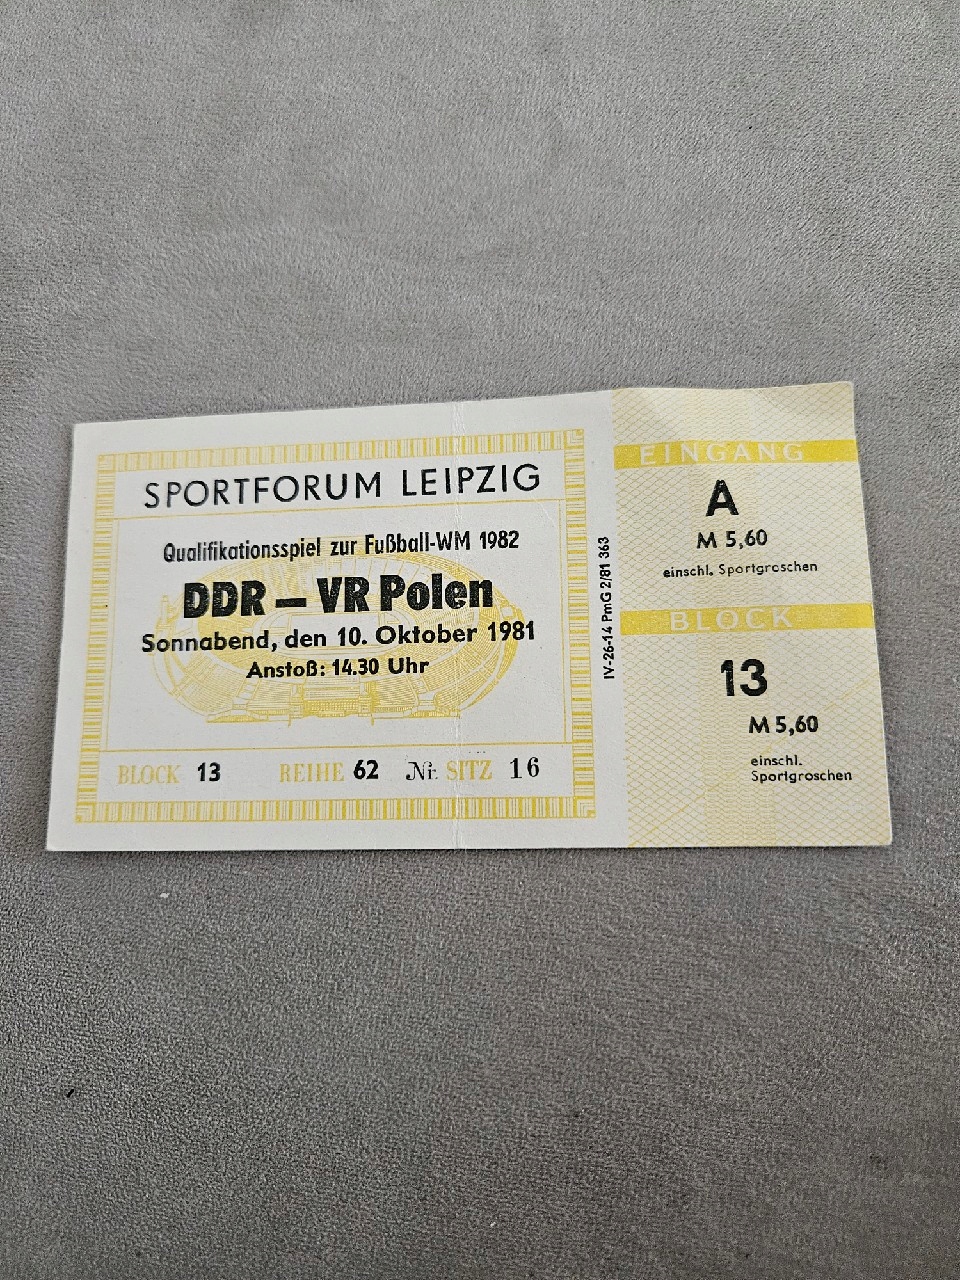 SPORTFORUM LEIPZIG
Qualifikationsspiel zur Fußball-WM 1982
DDR – VR Polen
Sonnabend, den 10. Oktober 1981
Anstoß: 14.30 Uhr
BLOCK 13 REIHE 62 Nr. SITZ 16
IV-26-14 PmG 2/81 363
EINGANG
A
M 5,60
einschl. Sportgroschen
BLOCK
13
M 5,60
einschl.
Sportgroschen